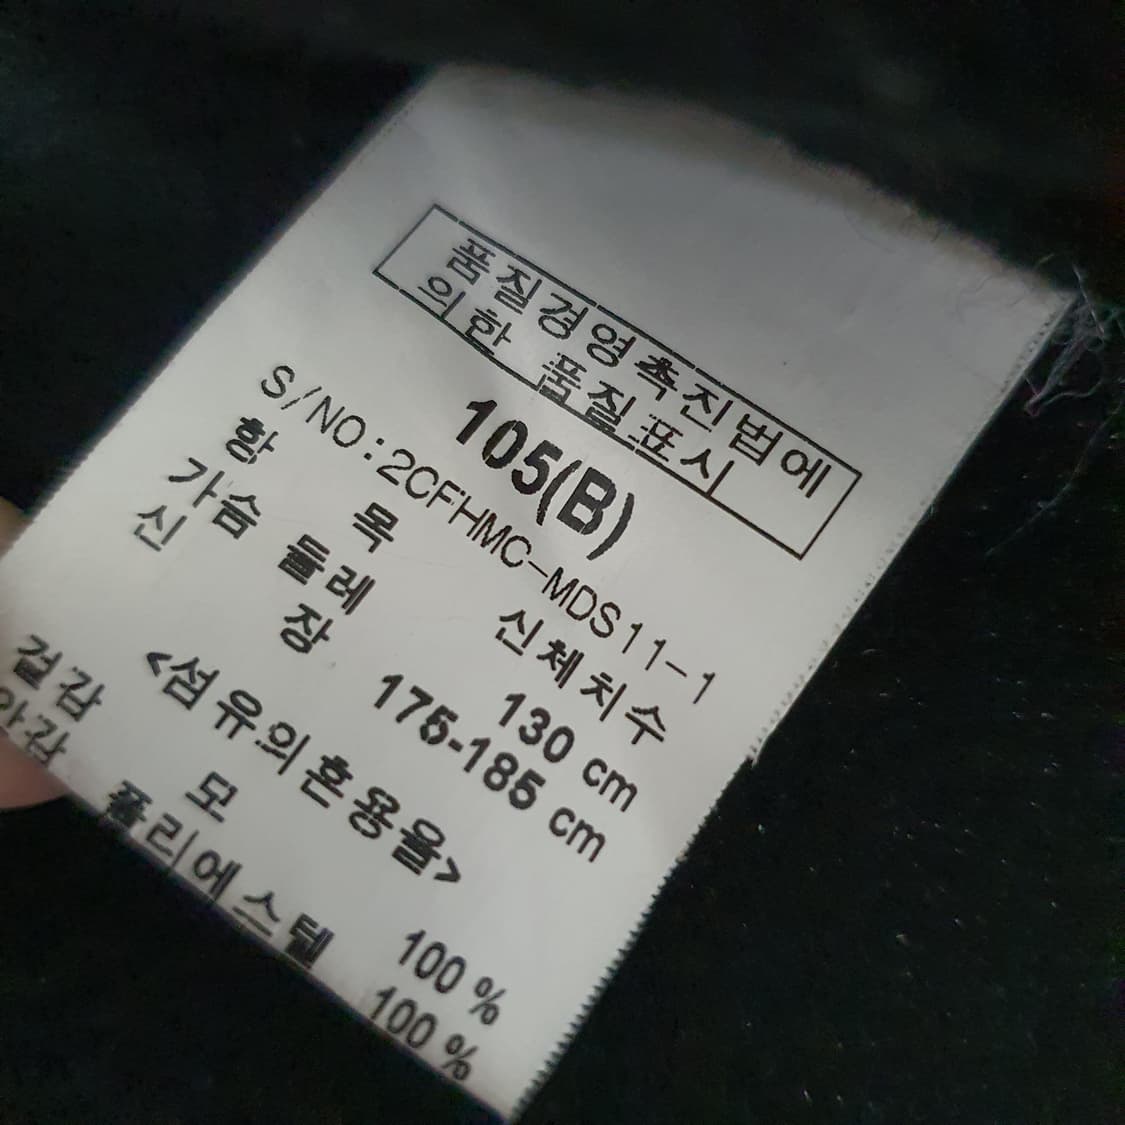 품질경영촉진법에
의한 품질표시
105(B)
S/NO:2CFHMC-MDS11-1
항 목 신체치수
가슴 둘레 130 cm
신 장 175-185 cm
<섬유의혼용율>
겉감 모 100 %
안감 폴리에스텔 100 %